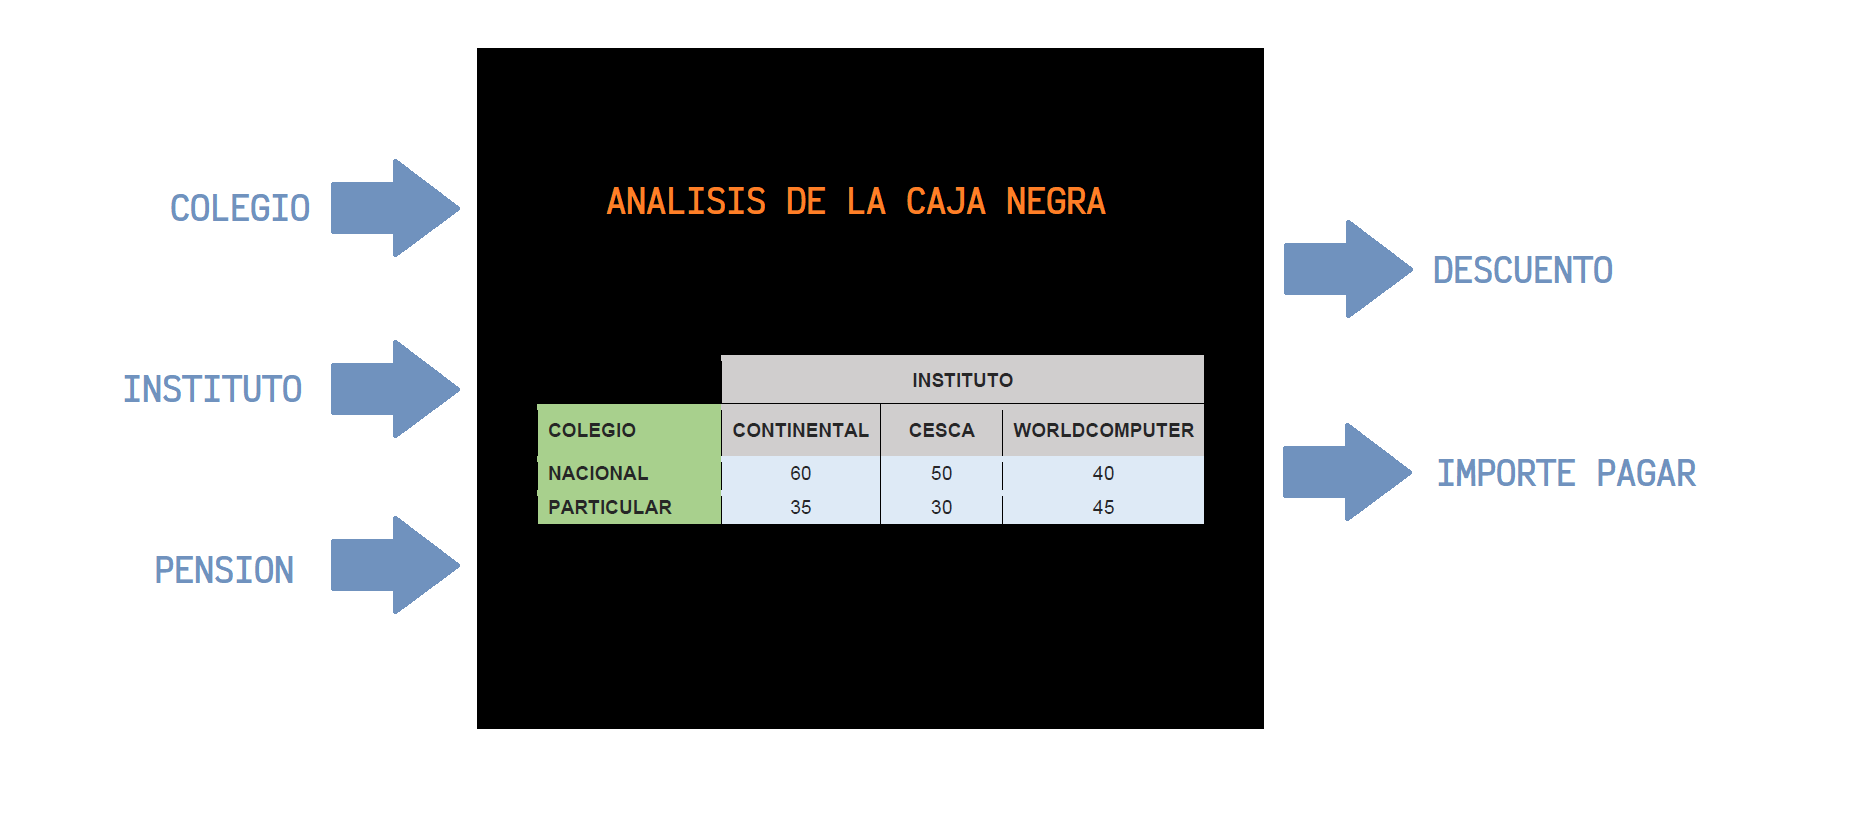 ANALISIS DE LA CAJA NEGRA
COLEGIO
INSTITUTO
PENSION
INSTITUTO
COLEGIO CONTINENTAL CESCA WORLDCOMPUTER
NACIONAL 60 50 40
PARTICULAR 35 30 45
DESCUENTO
IMPORTE PAGAR